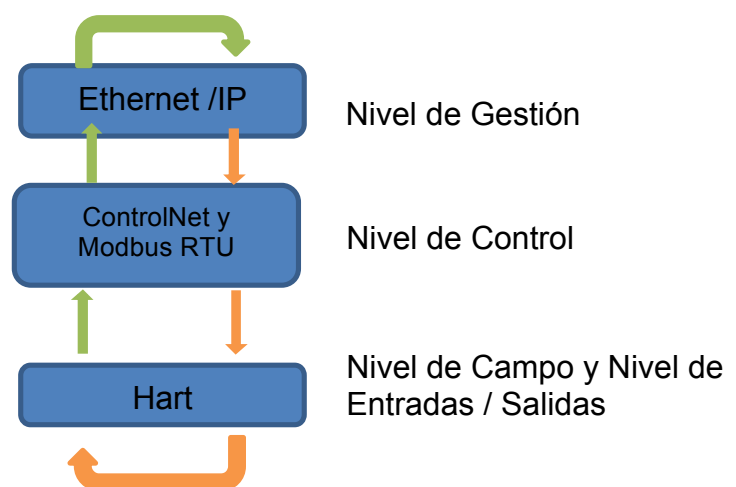 Ethernet /IP
Nivel de Gestión
ControlNet y
Modbus RTU
Nivel de Control
Hart
Nivel de Campo y Nivel de
Entradas / Salidas